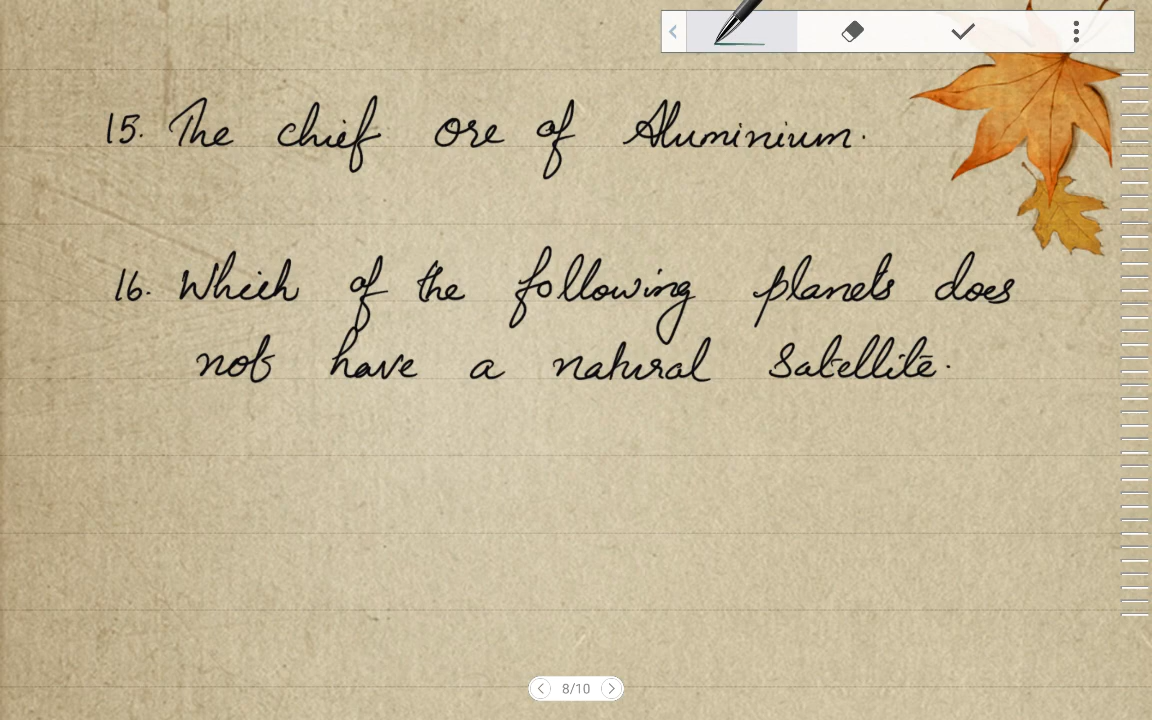 15. The chief ore of Aluminium.
16. Which of the following planets does
not have a natural satellite.
8/10